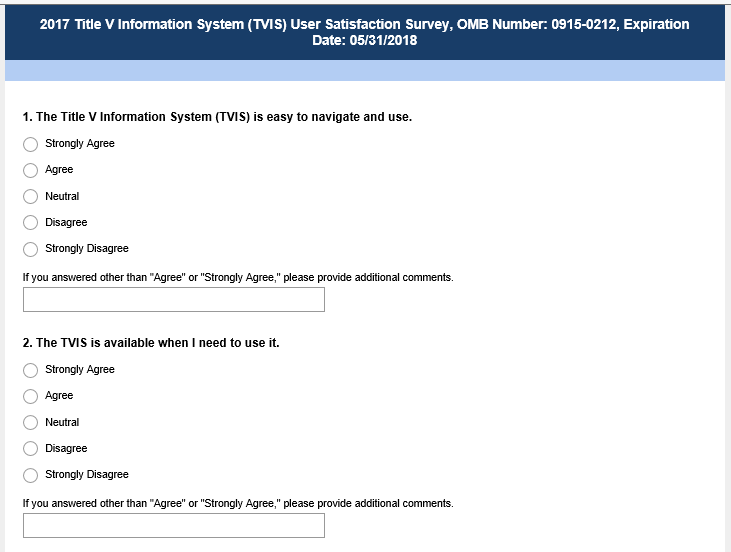 2017 Title V Information System (TVIS) User Satisfaction Survey, OMB Number: 0915-0212, Expiration
Date: 05/31/2018
1. The Title V Information System (TVIS) is easy to navigate and use.
Strongly Agree
Agree
Neutral
Disagree
Strongly Disagree
If you answered other than "Agree" or "Strongly Agree," please provide additional comments.
2. The TVIS is available when I need to use it.
Strongly Agree
Agree
Neutral
Disagree
Strongly Disagree
If you answered other than "Agree" or "Strongly Agree," please provide additional comments.